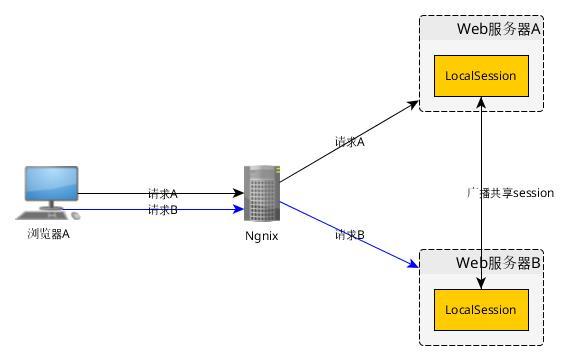 Web服务器A
LocalSession
请求A
广播共享session
请求A
请求B
浏览器A
Ngnix
请求B
Web服务器B
LocalSession